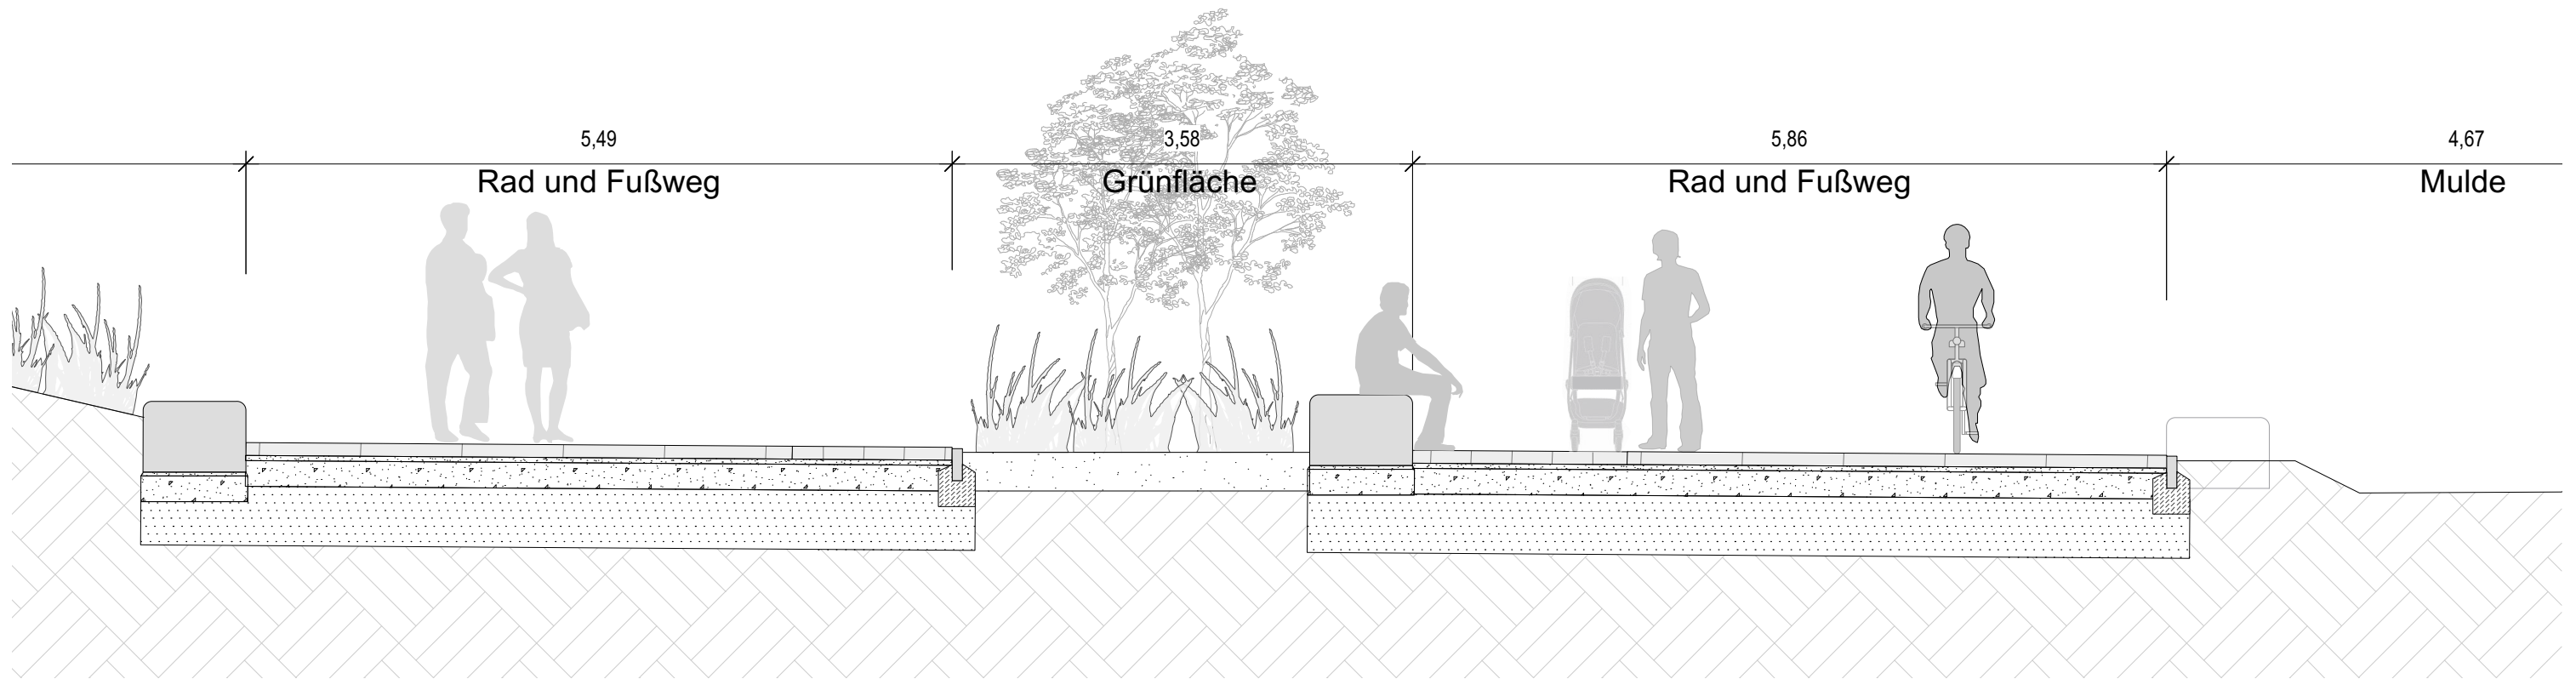 5,49
Rad und Fußweg
3,58
Grünfläche
5,86
Rad und Fußweg
4,67
Mulde